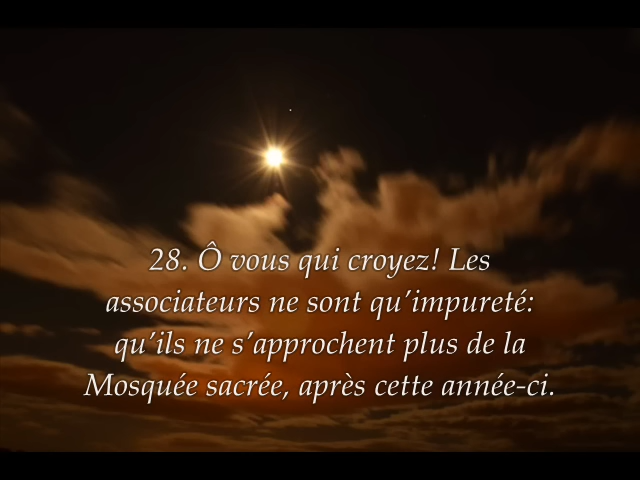 28. Ô vous qui croyez! Les
associateurs ne sont qu’impureté:
qu’ils ne s’approchent plus de la
Mosquée sacrée, après cette année-ci.